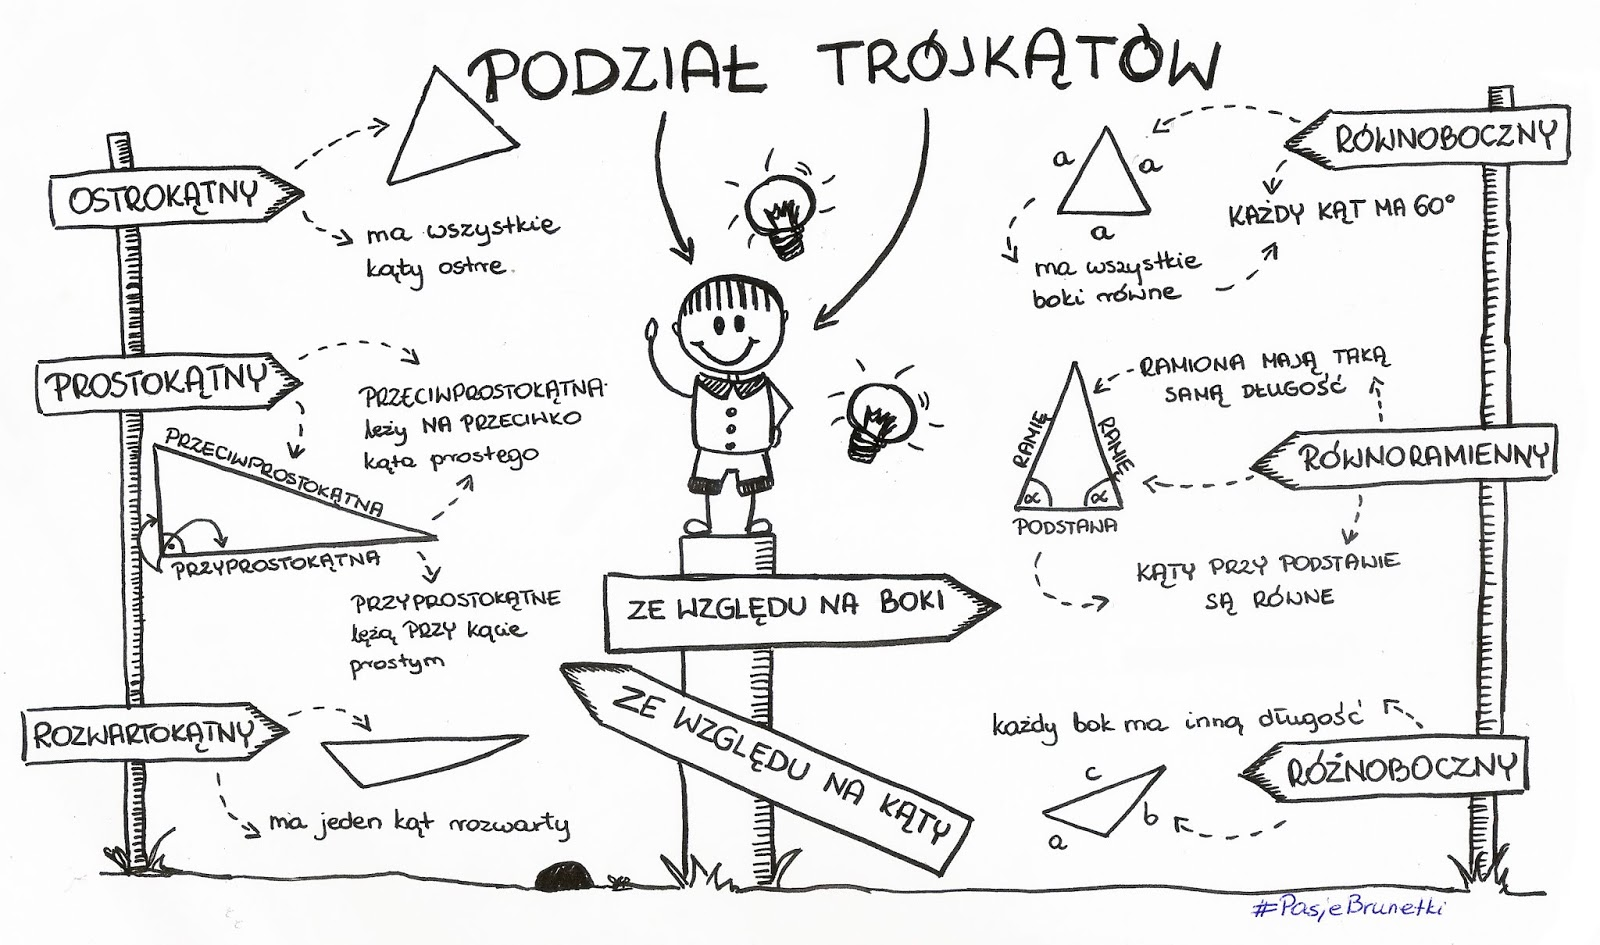 PODZIAŁ TRÓJKĄTÓW
OSTROKĄTNY
ma wszystkie
kąty ostre.
PROSTOKĄTNY
PRZECIWPROSTOKĄTNA
leży NA PRZECIWKO
kąta prostego
PRZECIWPROSTOKĄTNA
PRZYPROSTOKĄTNA
PRZYPROSTOKĄTNE
leżą PRZY kącie
prostym
ROZWARTOKĄTNY
ma jeden kąt rozwarty
ZE WZGLĘDU NA BOKI
ZE WZGLĘDU NA KĄTY
RÓWNOBOCZNY
a
a
a
KAŻDY KĄT MA 60°
ma wszystkie
boki równe
RAMIONA MAJĄ TAKĄ
SAMĄ DŁUGOŚĆ
RÓWNORAMIENNY
RAMIĘ
RAMIĘ
α
α
PODSTAWA
KĄTY PRZY PODSTAWIE
SĄ RÓWNE
każdy bok ma inną długość
RÓŻNOBOCZNY
c
b
a
#PasjeBrunetki